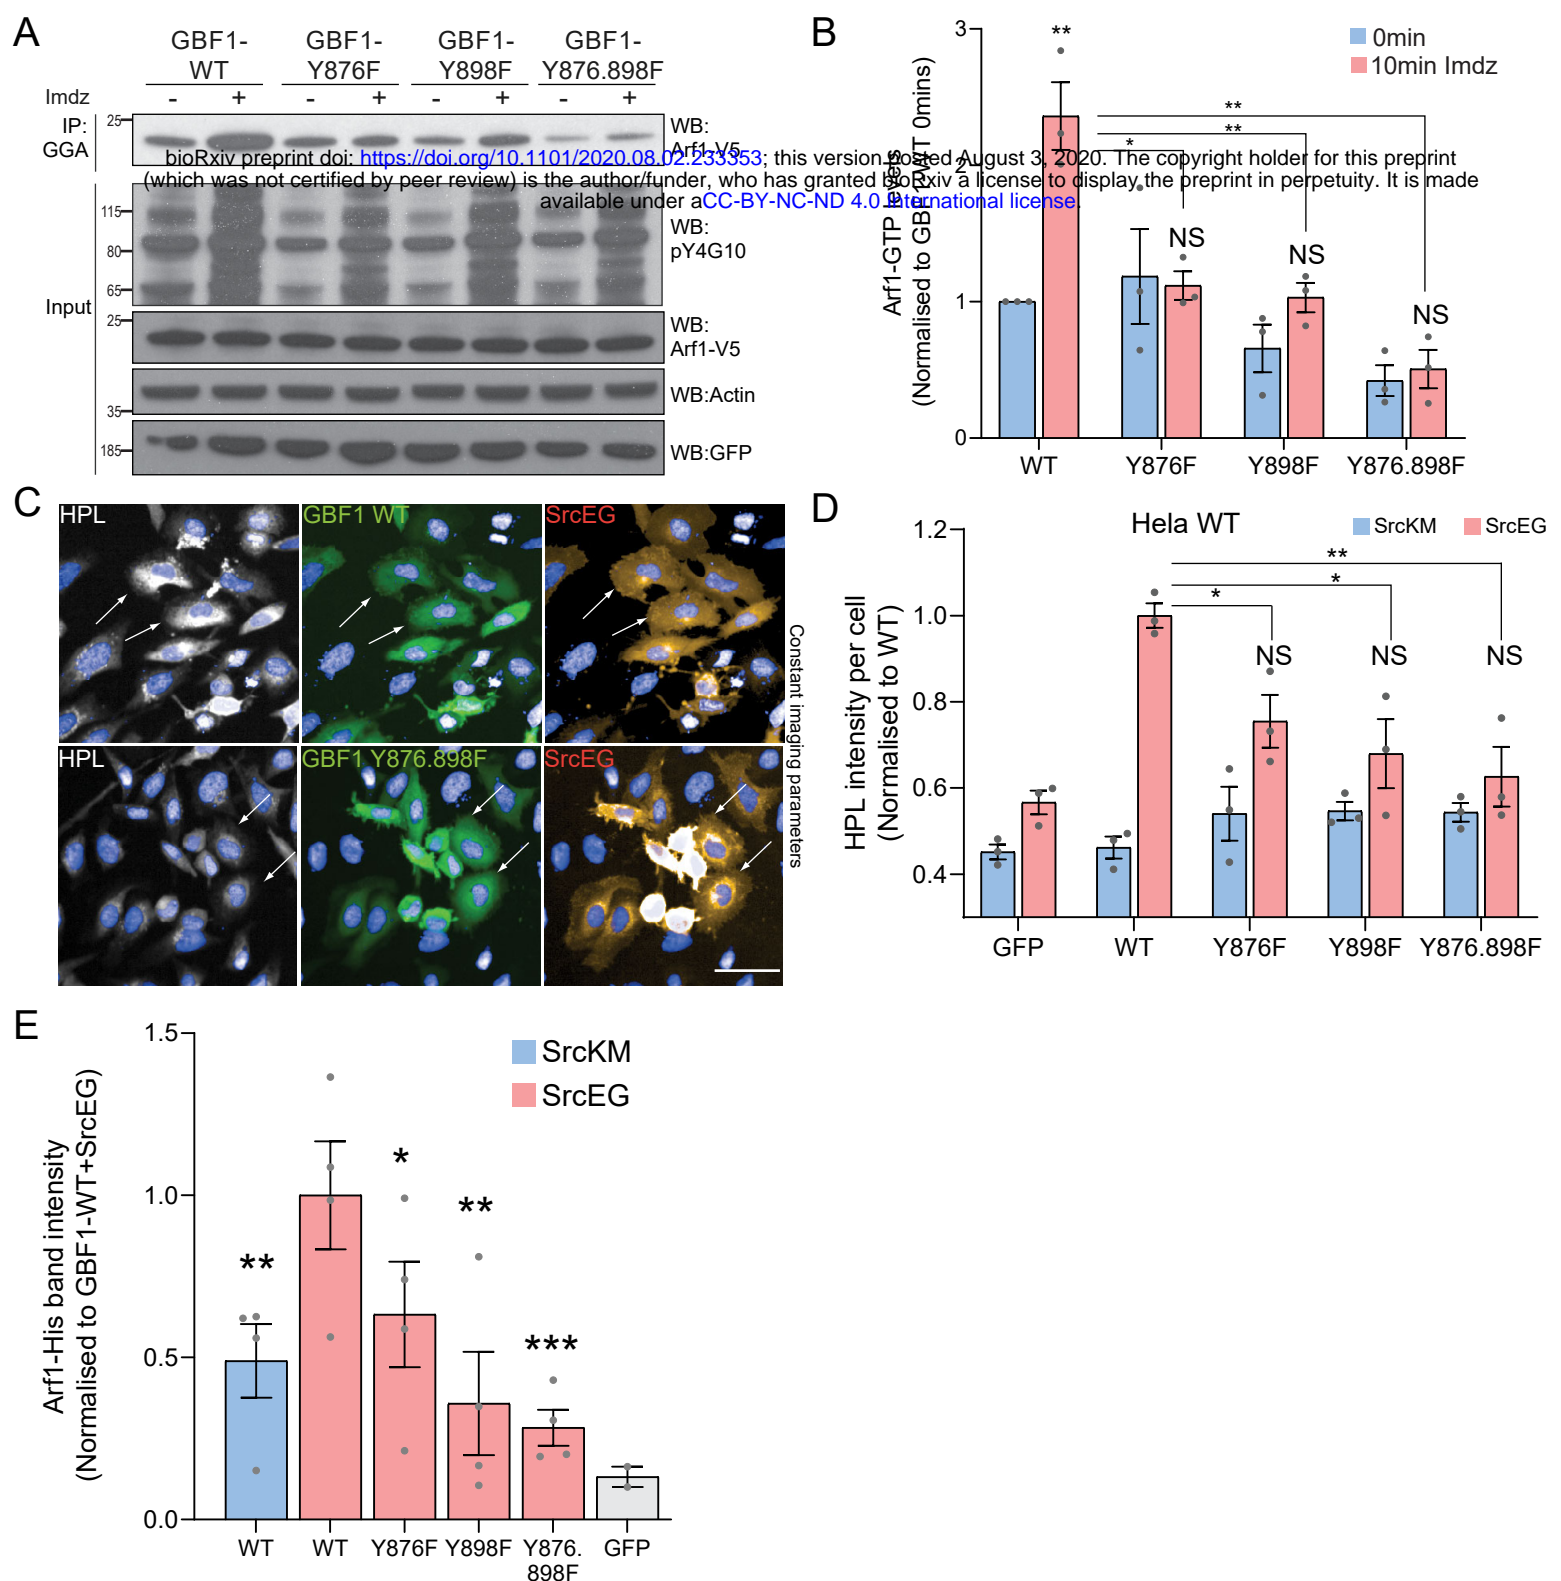 A
GBF1-
WT
GBF1-
Y876F
GBF1-
Y898F
GBF1-
Y876.898F
Imdz - + - + - + - +
IP:
GGA
25
WB:
Arf1-V5
Input
115
80
65
WB:
pY4G10
25
WB:
Arf1-V5
WB:Actin
35
185
WB:GFP
bioRxiv preprint doi: https://doi.org/10.1101/2020.08.02.233353; this version posted August 3, 2020. The copyright holder for this preprint
(which was not certified by peer review) is the author/funder, who has granted bioRxiv a license to display the preprint in perpetuity. It is made
available under aCC-BY-NC-ND 4.0 International license.
B
Arf1-GTP levels
(Normalised to GBF1-WT 0mins)
3
2
1
0
0min
10min Imdz
**
**
**
*
NS
NS
NS
WT Y876F Y898F Y876.898F
C
HPL
GBF1 WT
SrcEG
HPL
GBF1 Y876.898F
SrcEG
Constant imaging parameters
D
Hela WT
SrcKM
SrcEG
HPL intensity per cell
(Normalised to WT)
1.2
1.0
0.8
0.6
0.4
**
*
*
NS NS NS
GFP WT Y876F Y898F Y876.898F
E
Arf1-His band intensity
(Normalised to GBF1-WT+SrcEG)
1.5
1.0
0.5
0.0
SrcKM
SrcEG
**
*
**
***
WT WT Y876F Y898F Y876. GFP
898F